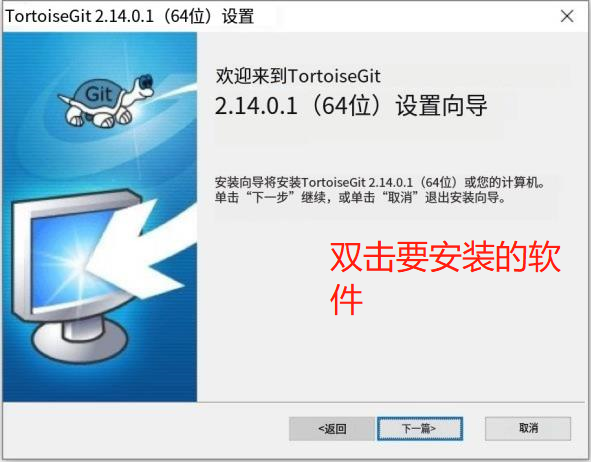 TortoiseGit 2.14.0.1（64位）设置
Git
欢迎来到TortoiseGit
2.14.0.1（64位）设置向导
安装向导将安装TortoiseGit 2.14.0.1（64位）或您的计算机。
单击“下一步”继续，或单击“取消”退出安装向导。
双击要安装的软
件
<返回
下一篇>
取消